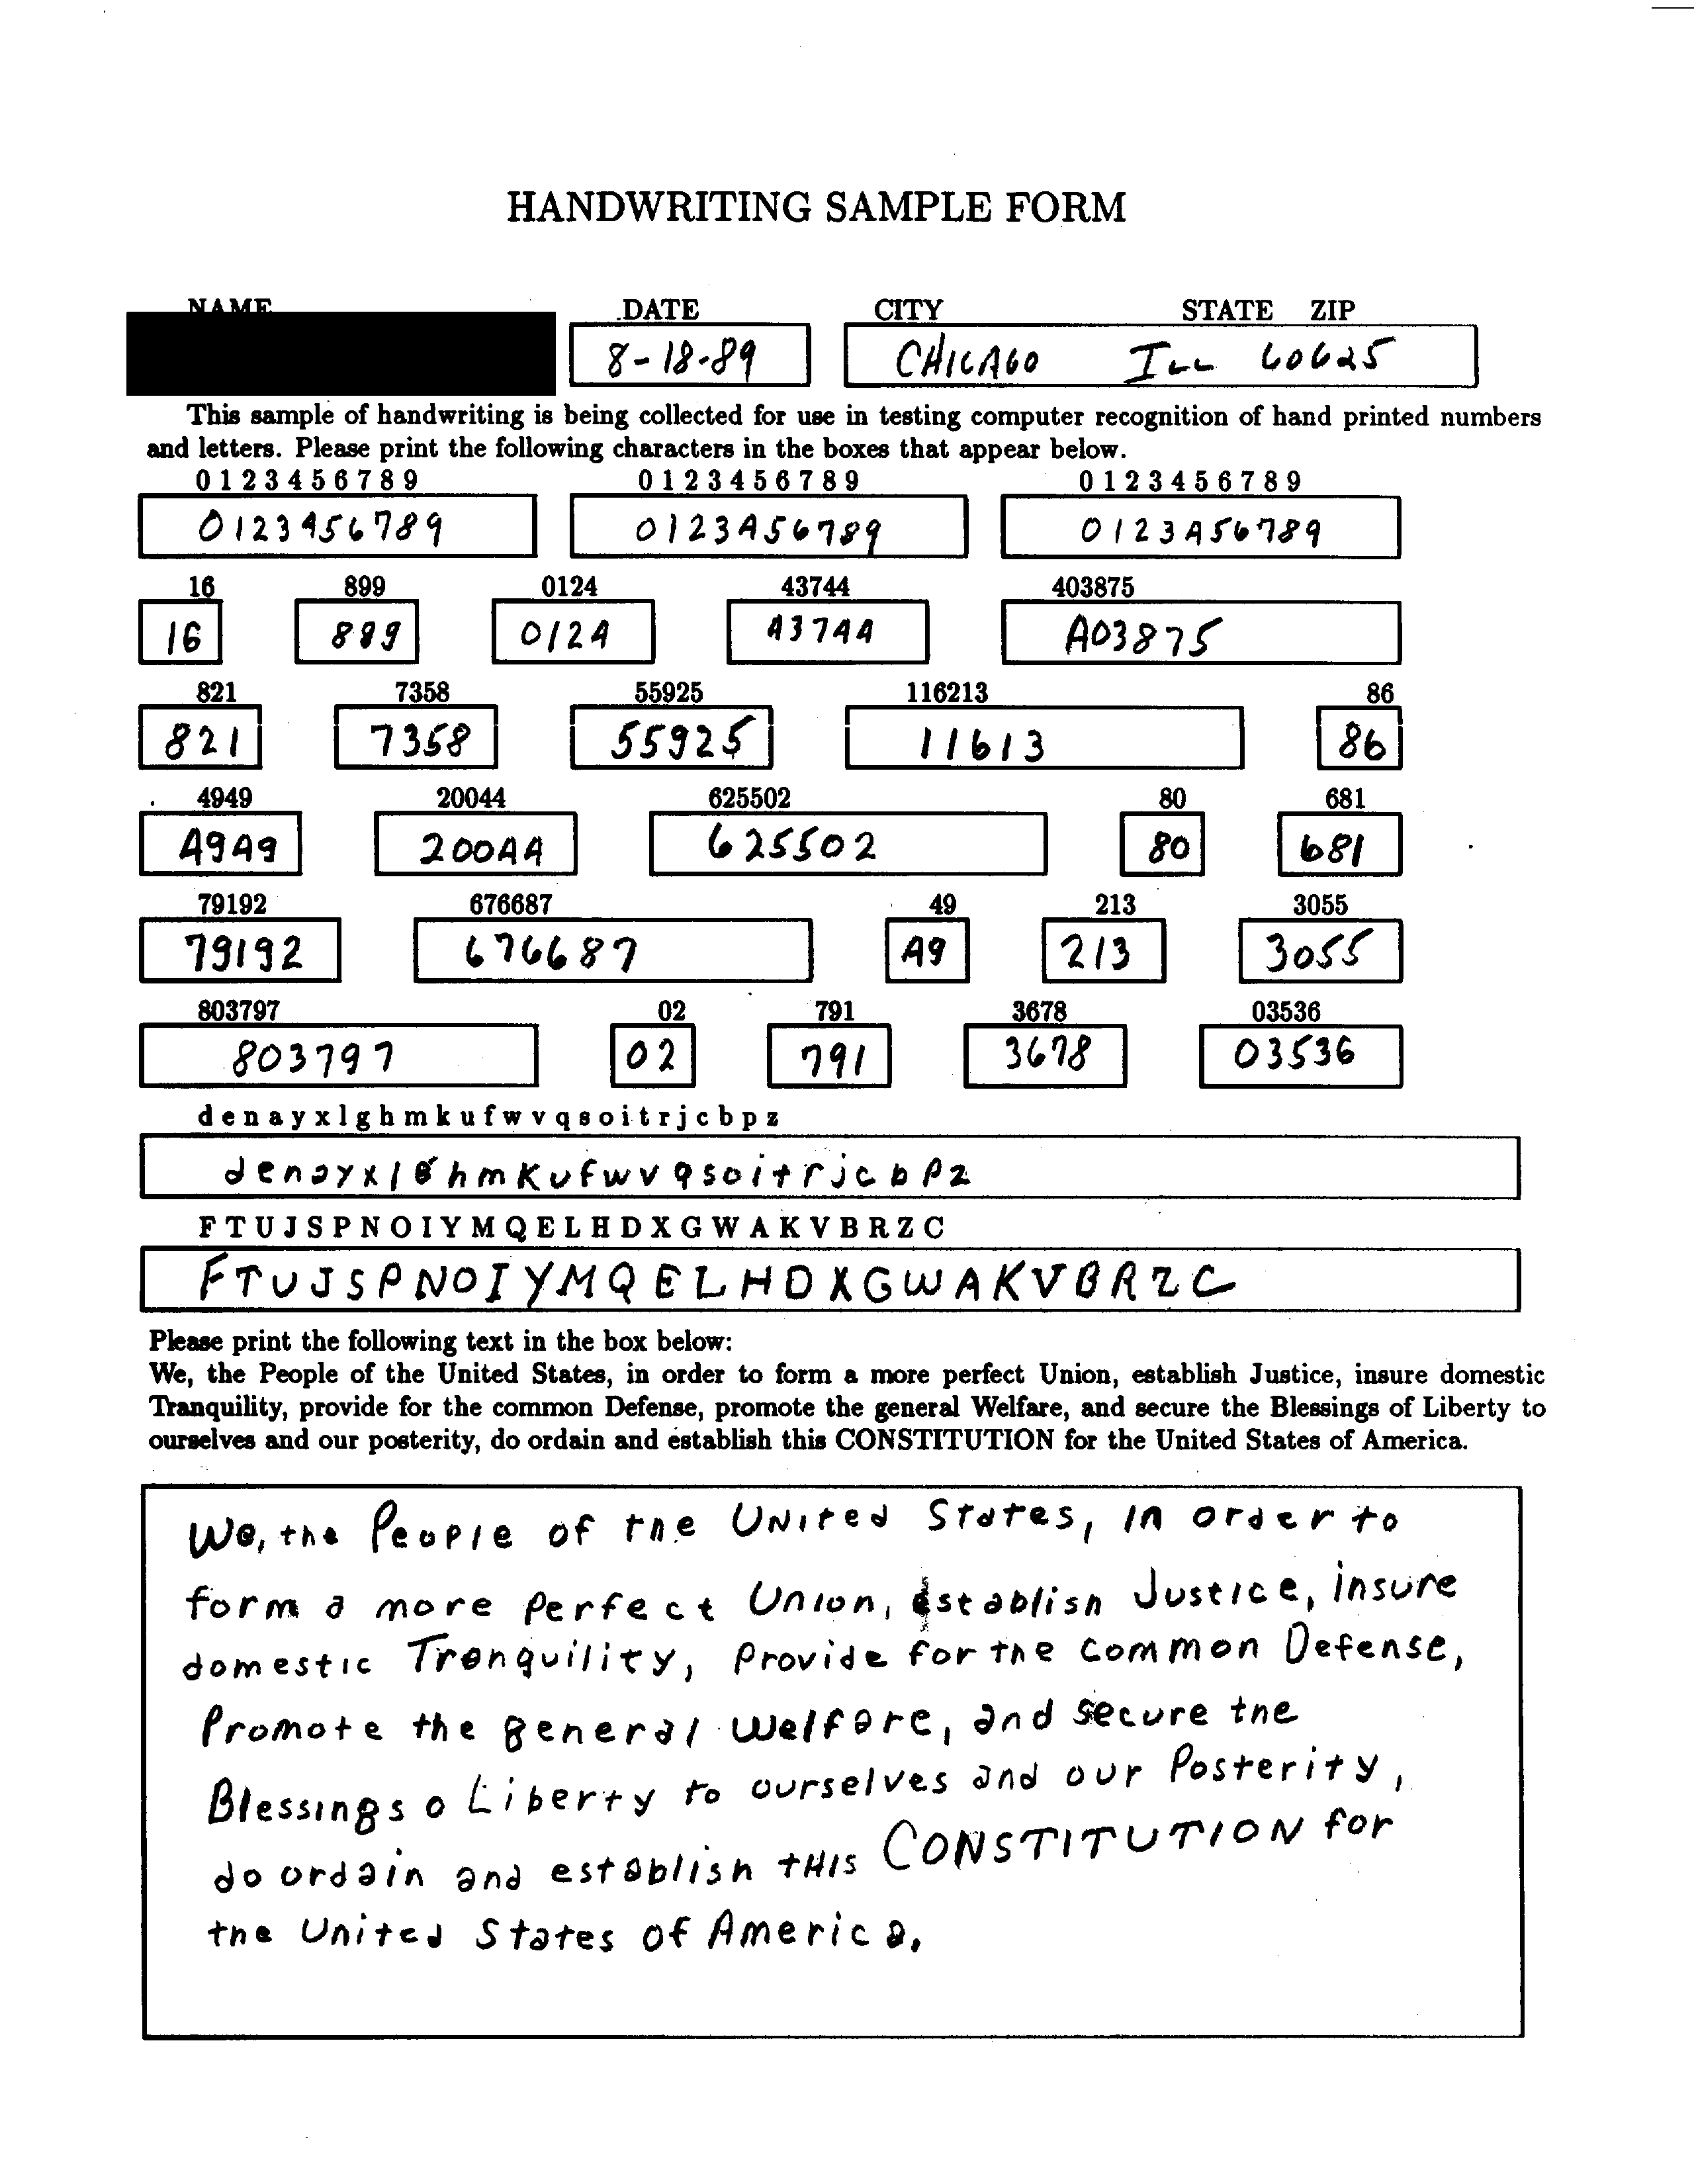 HANDWRITING SAMPLE FORM
NAME DATE CITY STATE ZIP
8-18-89 CHICAGO ILL 60625
This sample of handwriting is being collected for use in testing computer recognition of hand printed numbers
and letters. Please print the following characters in the boxes that appear below.
0 1 2 3 4 5 6 7 8 9 0 1 2 3 4 5 6 7 8 9 0 1 2 3 4 5 6 7 8 9
0123456789 0123456789 0123456789
16 899 0124 43744 403875
16 899 0124 43744 403875
821 7358 55925 116213 86
821 7358 55925 11613 86
4949 20044 625502 80 681
4949 20044 625502 80 681
79192 676687 49 213 3055
79192 676687 49 213 3055
803797 02 791 3678 03536
803797 02 791 3678 03536
d e n a y x l g h m k u f w v q s o i t r j c b p z
denayxlghmkufwvqsoitrjcbpz
F T U J S P N O I Y M Q E L H D X G W A K V B R Z C
FTUJSPNOIYMQELHDXGWAKVBRZC
Please print the following text in the box below:
We, the People of the United States, in order to form a more perfect Union, establish Justice, insure domestic
Tranquility, provide for the common Defense, promote the general Welfare, and secure the Blessings of Liberty to
ourselves and our posterity, do ordain and establish this CONSTITUTION for the United States of America.
We, the People of the United States, in order to
form a more perfect Union, establish Justice, insure
domestic Tranquility, Provide for the common Defense,
Promote the general welfare, and secure the
Blessings o Liberty to ourselves and our Posterity,
do ordain and establish tHis CONSTITUTION for
the United States of America.